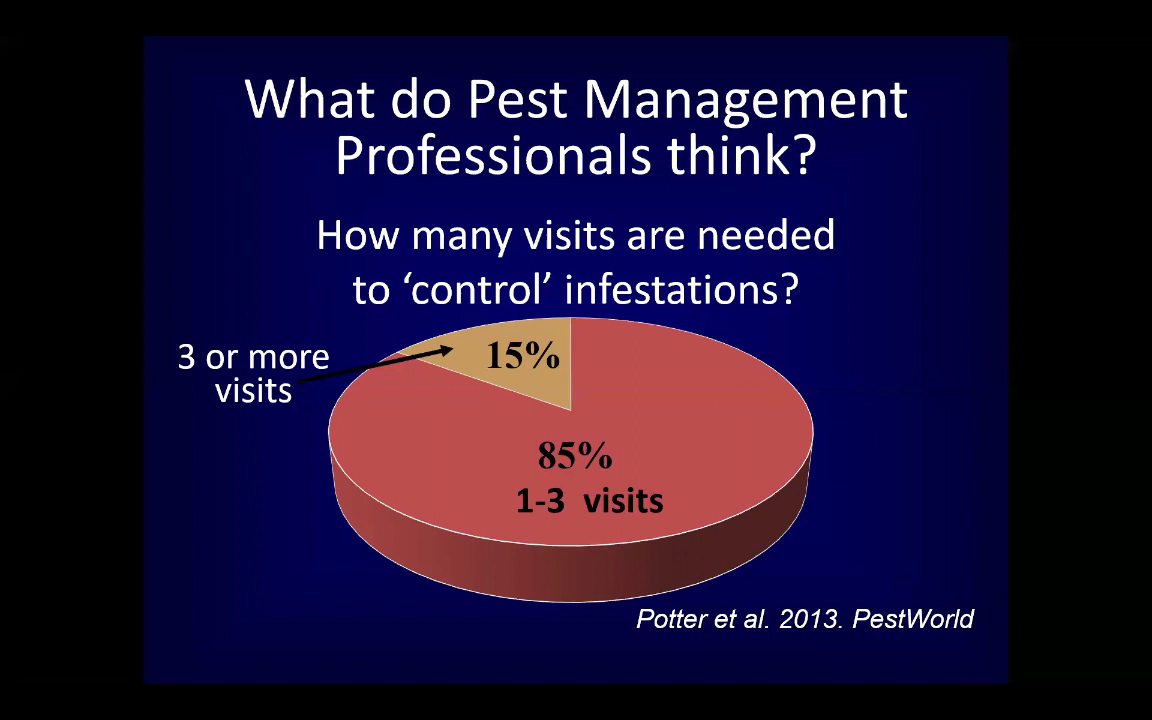 What do Pest Management
Professionals think?
How many visits are needed
to ‘control’ infestations?
3 or more
visits
15%
85%
1-3 visits
Potter et al. 2013. PestWorld